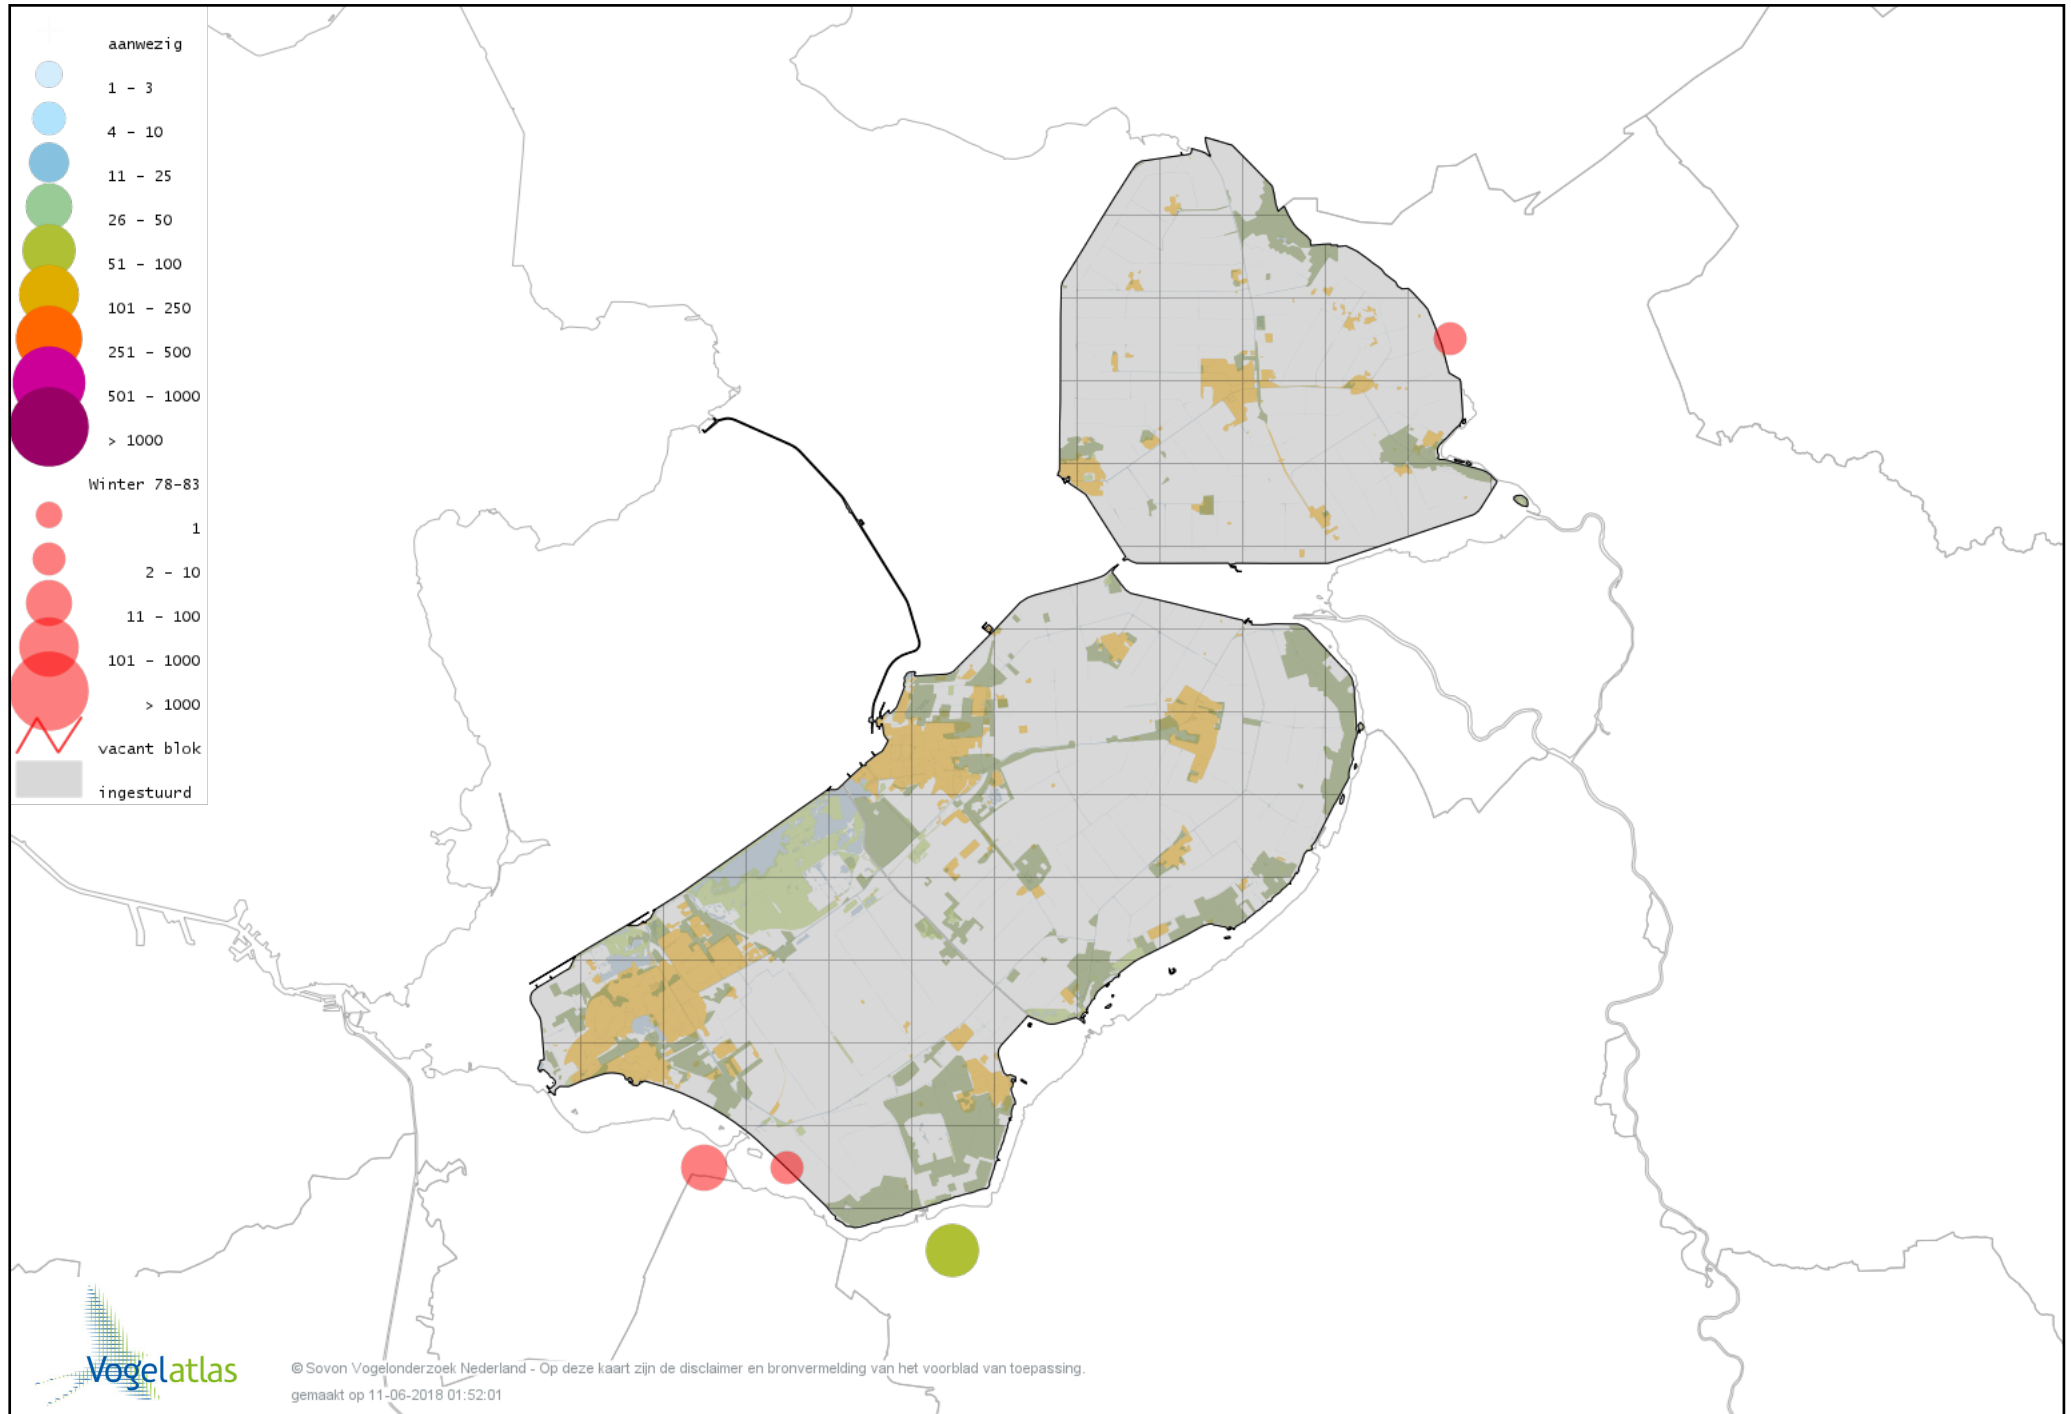 aanwezig
1 - 3
4 - 10
11 - 25
26 - 50
51 - 100
101 - 250
251 - 500
501 - 1000
> 1000
Winter 78-83
1
2 - 10
11 - 100
101 - 1000
> 1000
vacant blok
ingestuurd
Vogelatlas
© Sovon Vogelonderzoek Nederland - Op deze kaart zijn de disclaimer en bronvermelding van het voorblad van toepassing.
gemaakt op 11-06-2018 01:52:01